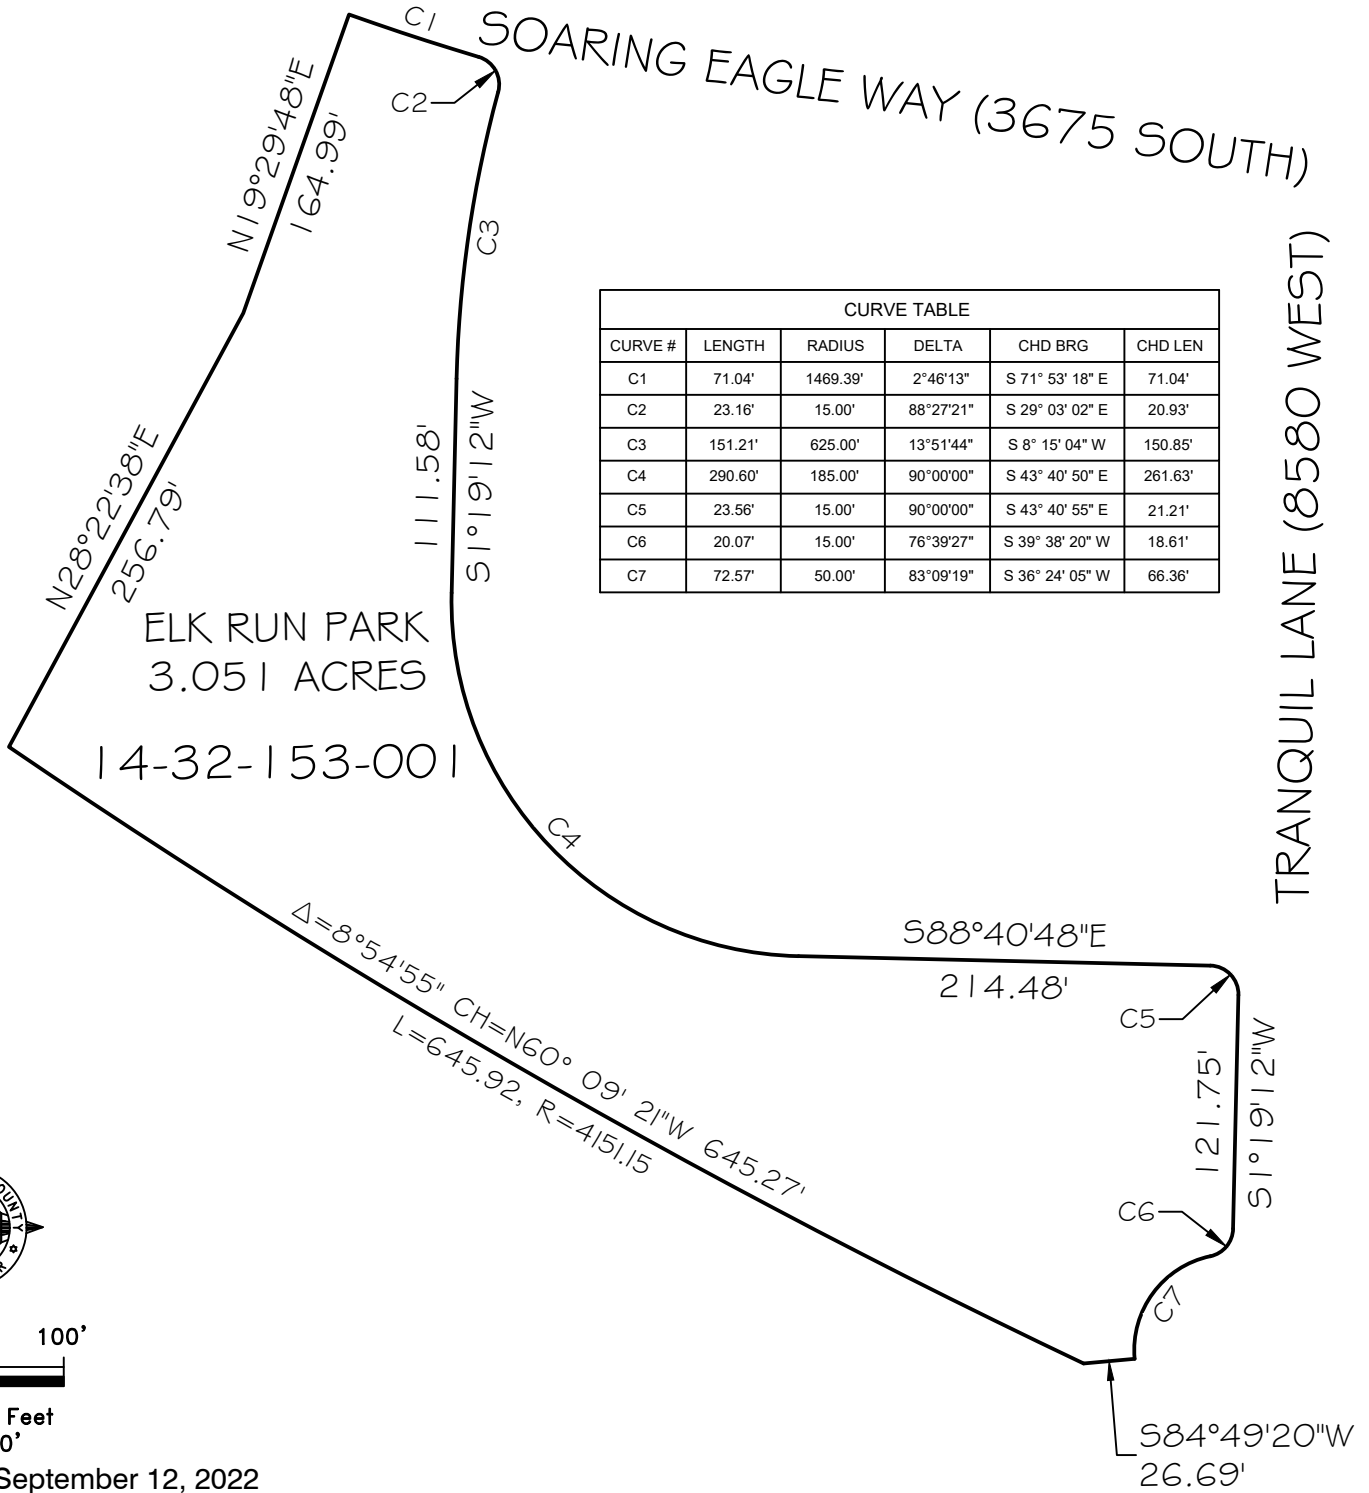 C1
SOARING EAGLE WAY (3675 SOUTH)
C2
N19°29'48"E
164.99'
C3
TRANQUIL LANE (8580 WEST)
CURVE TABLE
CURVE # LENGTH RADIUS DELTA CHD BRG CHD LEN
C1 71.04' 1469.39' 2°46'13" S 71° 53' 18" E 71.04'
C2 23.16' 15.00' 88°27'21" S 29° 03' 02" E 20.93'
C3 151.21' 625.00' 13°51'44" S 8° 15' 04" W 150.85'
C4 290.60' 185.00' 90°00'00" S 43° 40' 50" E 261.63'
C5 23.56' 15.00' 90°00'00" S 43° 40' 55" E 21.21'
C6 20.07' 15.00' 76°39'27" S 39° 38' 20" W 18.61'
C7 72.57' 50.00' 83°09'19" S 36° 24' 05" W 66.36'
111.58'
S1°19'12"W
N28°22'38"E
256.79'
ELK RUN PARK
3.051 ACRES
14-32-153-001
C4
S88°40'48"E
214.48'
Δ=8°54'55" CH=N60° 09' 21"W 645.27'
L=645.92, R=4151.15
C5
121.75'
S1°19'12"W
C6
C7
OUNTY
R
100'
Feet
0'
September 12, 2022
S84°49'20"W
26.69'